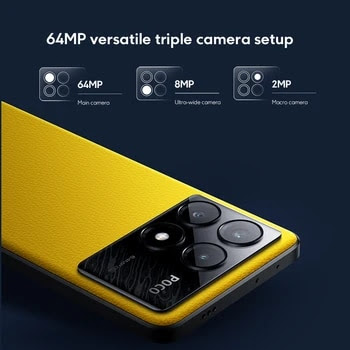 64MP versatile triple camera setup
64MP
Main camera
8MP
Ultra-wide camera
2MP
Macro camera
POCO